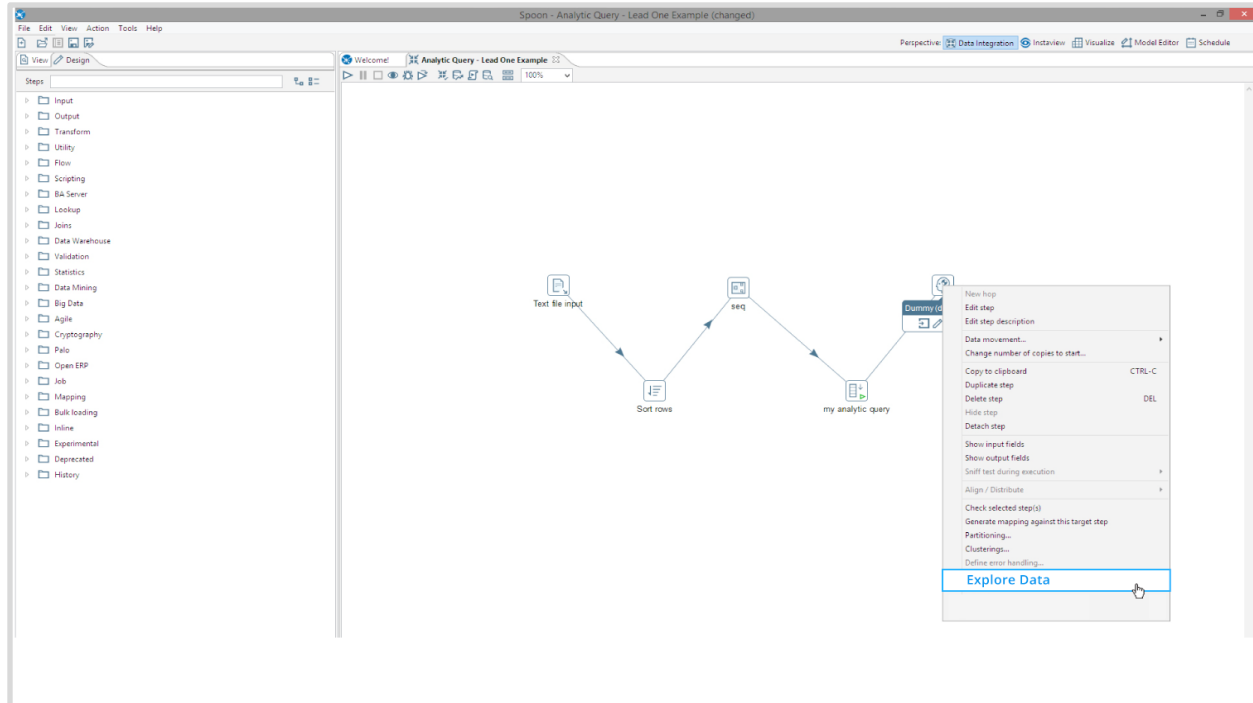 Spoon - Analytic Query - Lead One Example (changed)
File Edit View Action Tools Help
Perspective: Data Integration Instaview Visualize Model Editor Schedule
View Design
Welcome! Analytic Query - Lead One Example
100%
Steps
Input
Output
Transform
Utility
Flow
Scripting
BA Server
Lookup
Joins
Data Warehouse
Validation
Statistics
Data Mining
Big Data
Agile
Cryptography
Palo
Open ERP
Job
Mapping
Bulk loading
Inline
Experimental
Deprecated
History
Text file input
seq
Dummy (d
Sort rows
my analytic query
New hop
Edit step
Edit step description
Data movement...
Change number of copies to start...
Copy to clipboard CTRL-C
Duplicate step
Delete step DEL
Hide step
Detach step
Show input fields
Show output fields
Sniff test during execution
Align / Distribute
Check selected step(s)
Generate mapping against this target step
Partitioning...
Clusterings...
Define error handling...
Explore Data